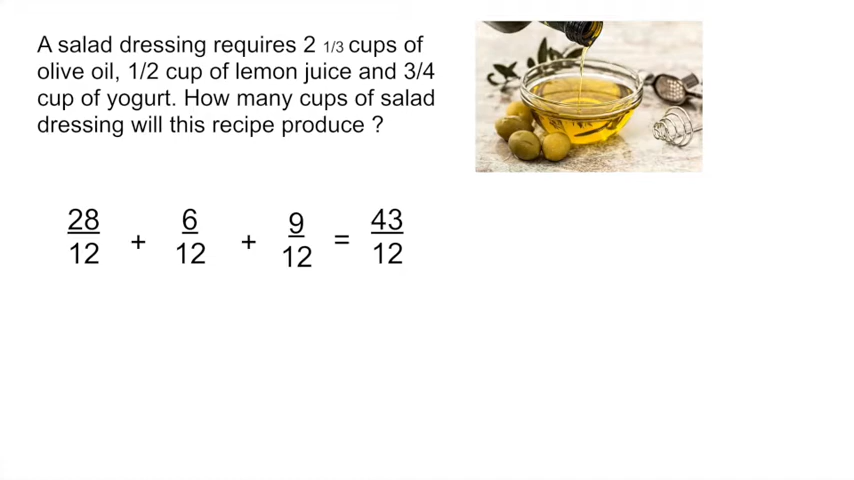 A salad dressing requires 2 1/3 cups of
olive oil, 1/2 cup of lemon juice and 3/4
cup of yogurt. How many cups of salad
dressing will this recipe produce ?
28/12 + 6/12 + 9/12 = 43/12